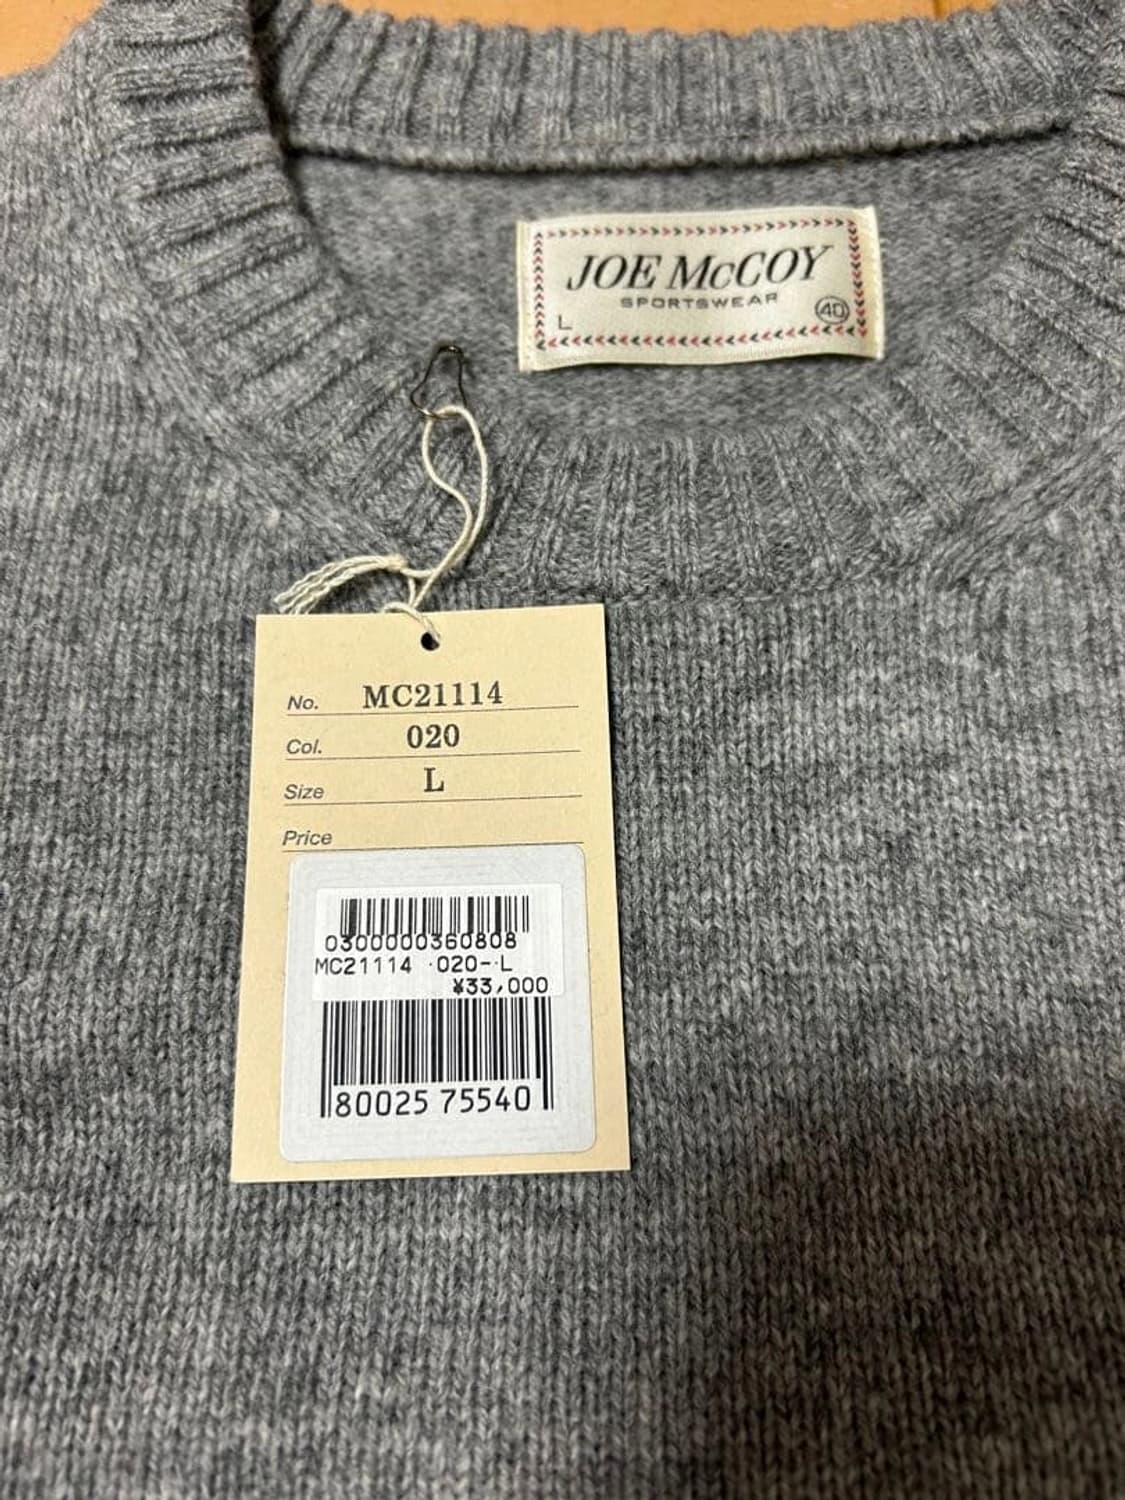 JOE McCOY
SPORTSWEAR
L
40
No. MC21114
Col. 020
Size L
Price
0300000360808
MC21114 ·020-·L
¥33,000
80025 75540